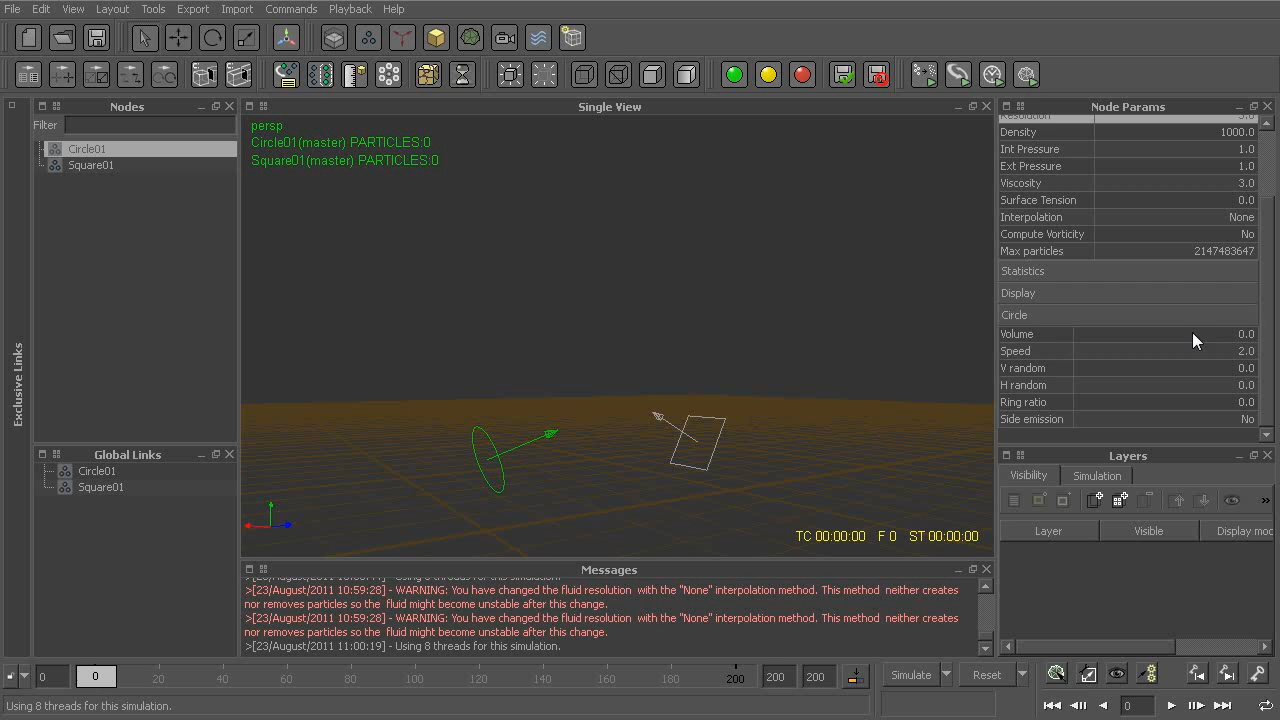 File Edit View Layout Tools Export Import Commands Playback Help
Nodes
Filter
Circle01
Square01
Exclusive Links
Global Links
Circle01
Square01
Single View
persp
Circle01(master) PARTICLES:0
Square01(master) PARTICLES:0
TC 00:00:00 F 0 ST 00:00:00
Messages
>[23/August/2011 10:59:28] - WARNING: You have changed the fluid resolution with the "None" interpolation method. This method neither creates
nor removes particles so the fluid might become unstable after this change.
>[23/August/2011 10:59:28] - WARNING: You have changed the fluid resolution with the "None" interpolation method. This method neither creates
nor removes particles so the fluid might become unstable after this change.
>[23/August/2011 11:00:19] - Using 8 threads for this simulation.
Node Params
Resolution
Density 1000.0
Int Pressure 1.0
Ext Pressure 1.0
Viscosity 3.0
Surface Tension 0.0
Interpolation None
Compute Vorticity No
Max particles 2147483647
Statistics
Display
Circle
Volume 0.0
Speed 2.0
V random 0.0
H random 0.0
Ring ratio 0.0
Side emission No
Layers
Visibility Simulation
»
Layer Visible Display mod
0 0 20 40 60 80 100 120 140 160 180 200 200 200
Simulate Reset
Using 8 threads for this simulation.
0